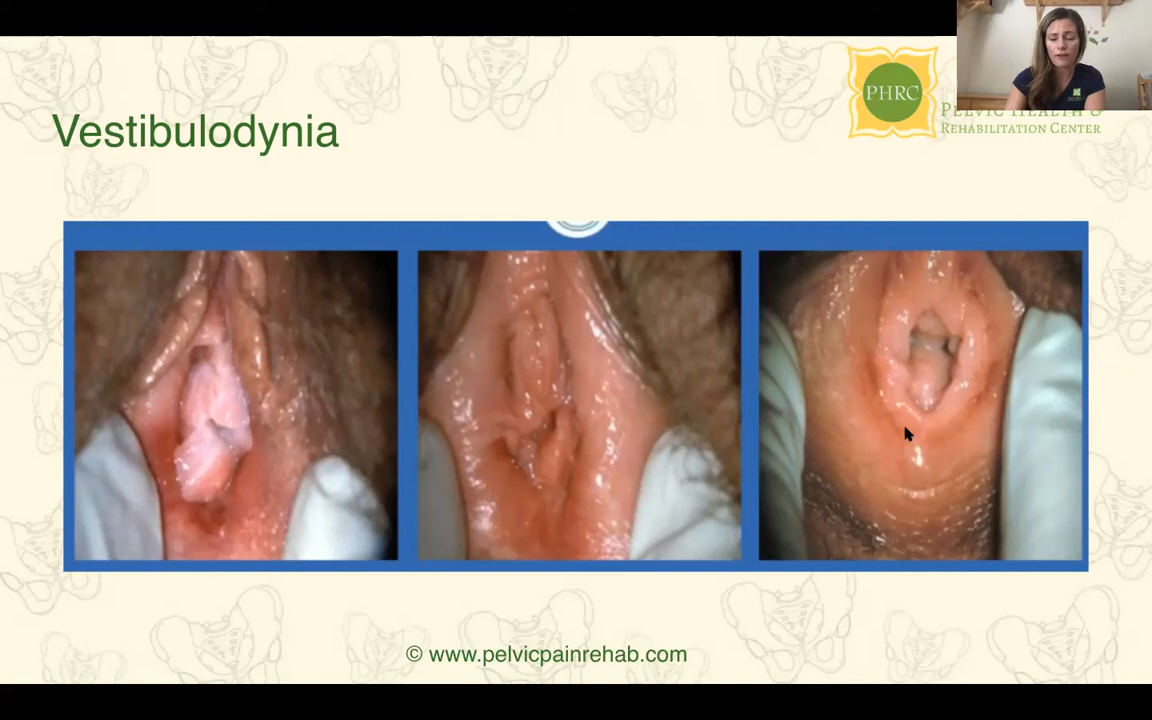 Vestibulodynia
PHRC
PELVIC HEALTH &
REHABILITATION CENTER
© www.pelvicpainrehab.com